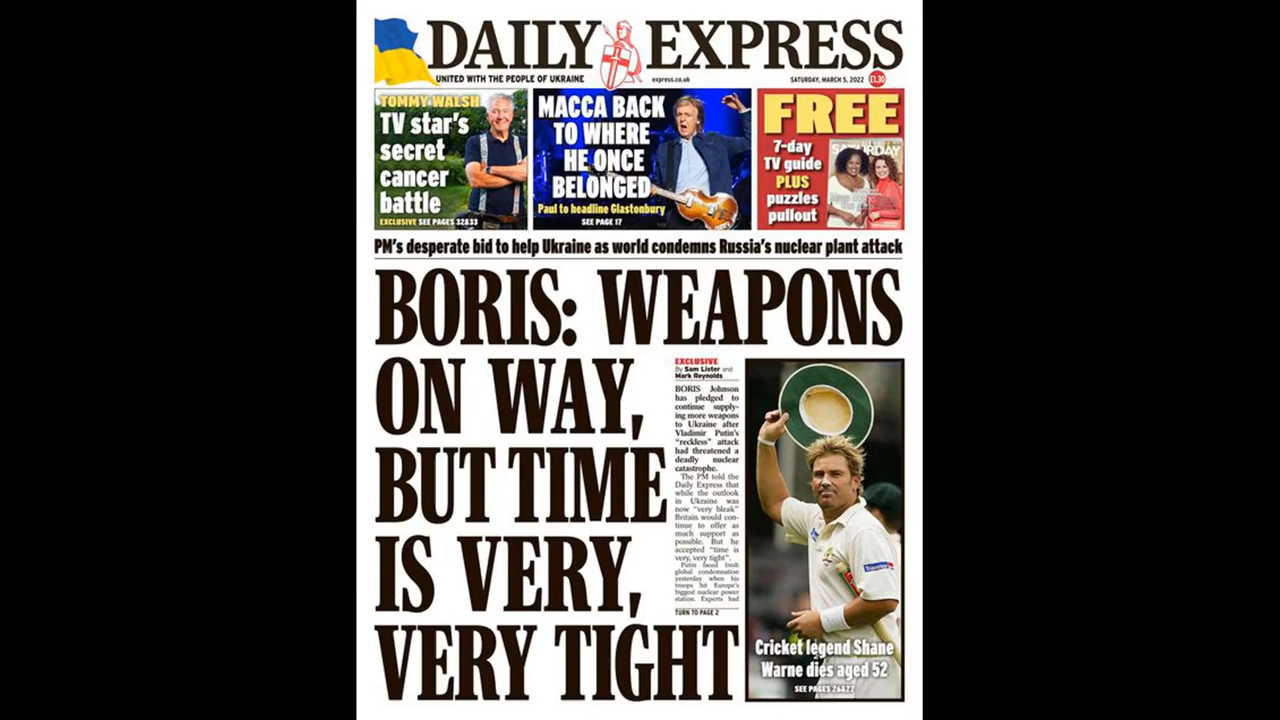 DAILY EXPRESS
UNITED WITH THE PEOPLE OF UKRAINE
express.co.uk
SATURDAY, MARCH 5, 2022
£1.30
TOMMY WALSH
TV star's
secret
cancer
battle
EXCLUSIVE SEE PAGES 32&33
MACCA BACK
TO WHERE
HE ONCE
BELONGED
Paul to headline Glastonbury
SEE PAGE 17
FREE
7-day
TV guide
PLUS
puzzles
pullout
SATURDAY
PM's desperate bid to help Ukraine as world condemns Russia's nuclear plant attack
BORIS: WEAPONS
ON WAY,
BUT TIME
IS VERY,
VERY TIGHT
EXCLUSIVE
By Sam Lister and
Mark Reynolds
BORIS Johnson
has pledged to
continue supply-
ing more weapons
to Ukraine after
Vladimir Putin's
"reckless" attack
had threatened a
deadly nuclear
catastrophe.
The PM told the
Daily Express that
while the outlook
in Ukraine was
now "very bleak"
Britain would con-
tinue to offer as
much support as
possible. But he
accepted "time is
very, very tight".
Putin faced fresh
global condemnation
yesterday when his
troops hit Europe's
biggest nuclear power
station. Experts had
TURN TO PAGE 2
Travelex
Cricket legend Shane
Warne dies aged 52
SEE PAGES 26&27